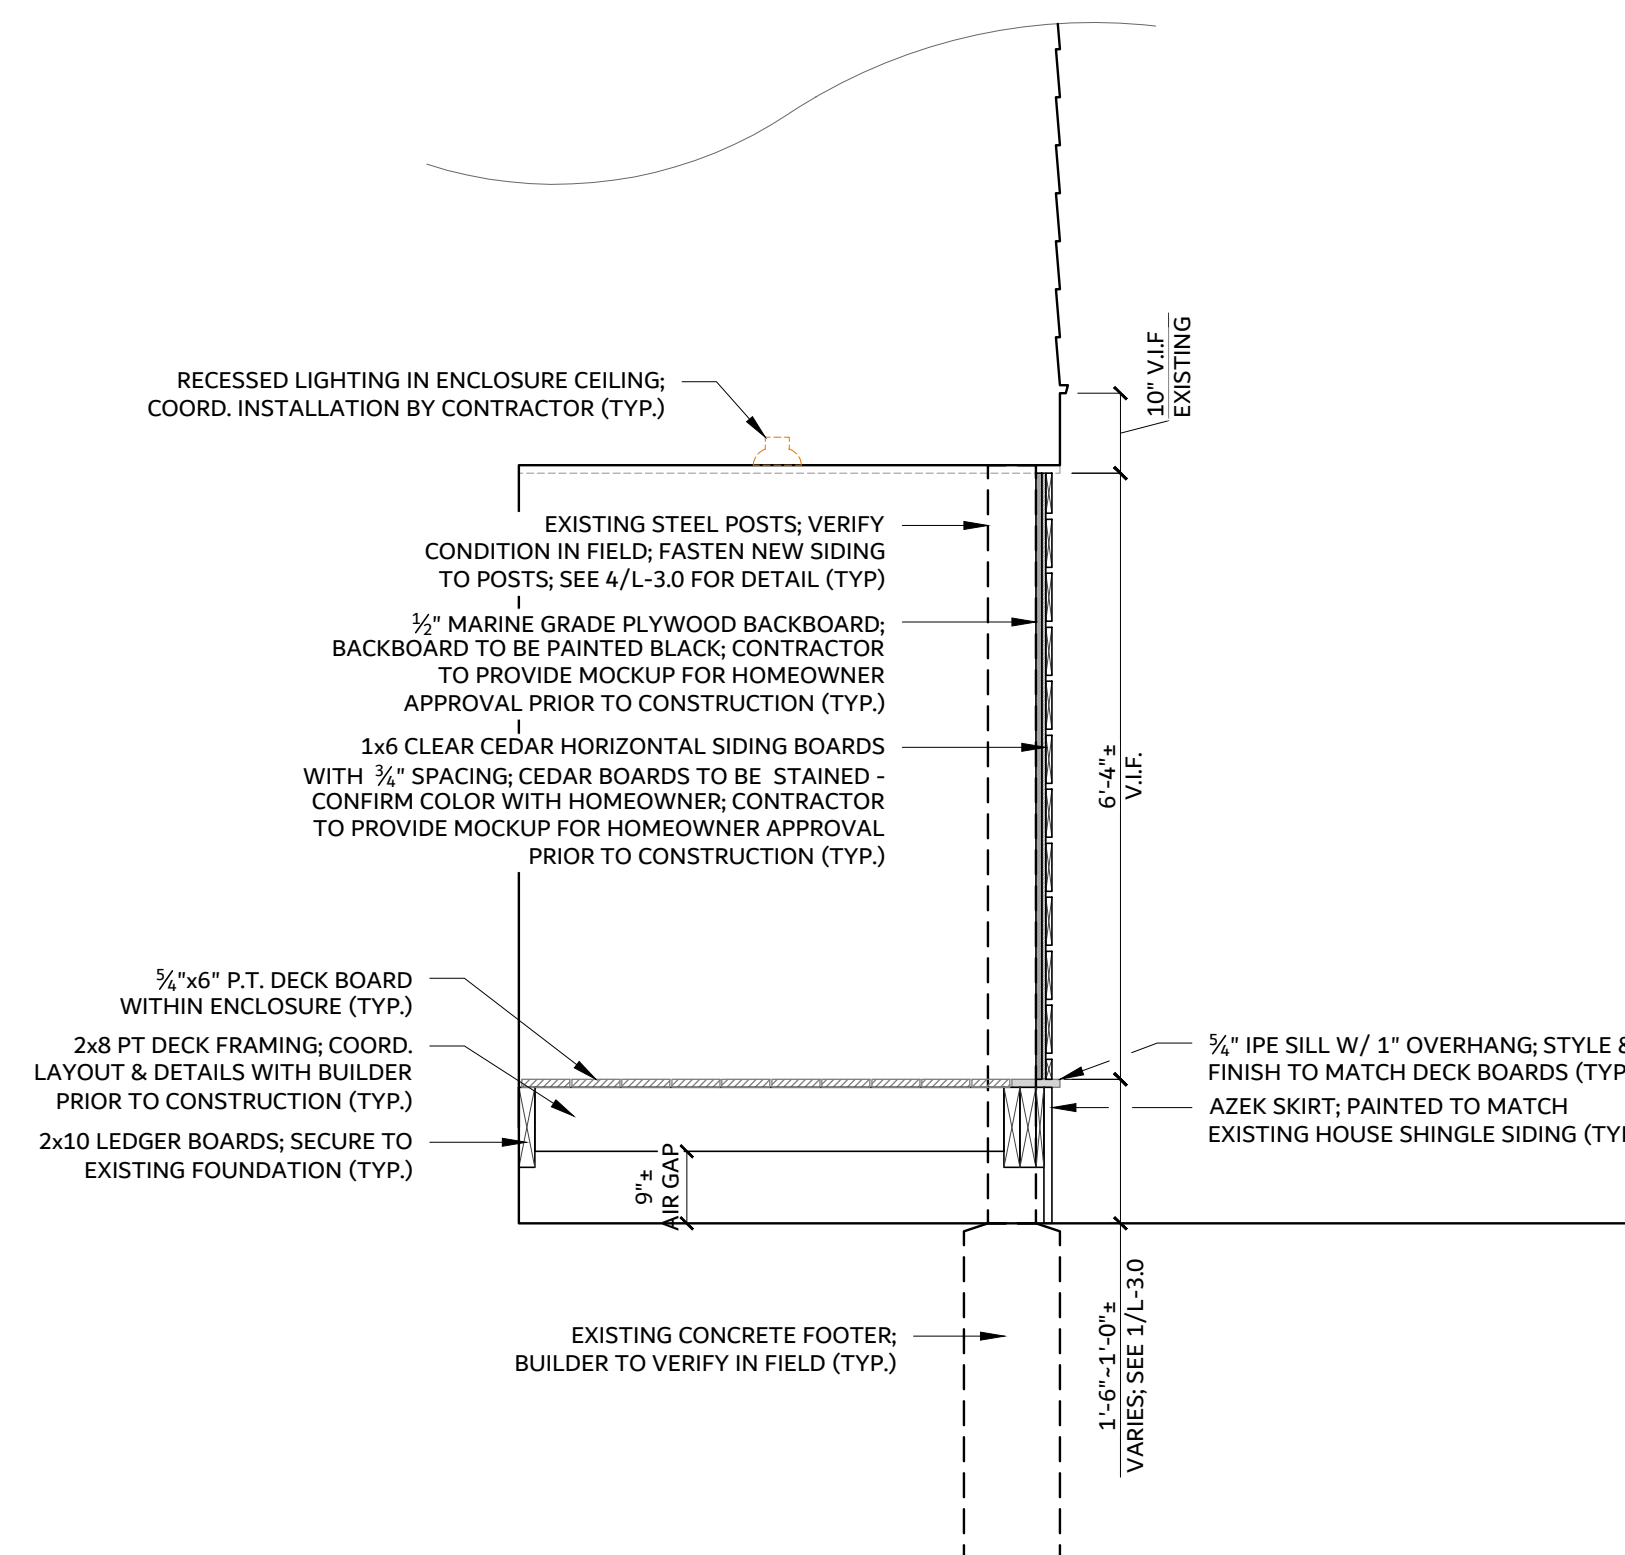 10" V.I.F
EXISTING
RECESSED LIGHTING IN ENCLOSURE CEILING;
COORD. INSTALLATION BY CONTRACTOR (TYP.)
EXISTING STEEL POSTS; VERIFY
CONDITION IN FIELD; FASTEN NEW SIDING
TO POSTS; SEE 4/L-3.0 FOR DETAIL (TYP)
½" MARINE GRADE PLYWOOD BACKBOARD;
BACKBOARD TO BE PAINTED BLACK; CONTRACTOR
TO PROVIDE MOCKUP FOR HOMEOWNER
APPROVAL PRIOR TO CONSTRUCTION (TYP.)
1x6 CLEAR CEDAR HORIZONTAL SIDING BOARDS
WITH ¾" SPACING; CEDAR BOARDS TO BE STAINED -
CONFIRM COLOR WITH HOMEOWNER; CONTRACTOR
TO PROVIDE MOCKUP FOR HOMEOWNER APPROVAL
PRIOR TO CONSTRUCTION (TYP.)
6'-4"±
V.I.F.
5⁄4"x6" P.T. DECK BOARD
WITHIN ENCLOSURE (TYP.)
2x8 PT DECK FRAMING; COORD.
LAYOUT & DETAILS WITH BUILDER
PRIOR TO CONSTRUCTION (TYP.)
2x10 LEDGER BOARDS; SECURE TO
EXISTING FOUNDATION (TYP.)
5⁄4" IPE SILL W/ 1" OVERHANG; STYLE &
FINISH TO MATCH DECK BOARDS (TYP
AZEK SKIRT; PAINTED TO MATCH
EXISTING HOUSE SHINGLE SIDING (TYP
9"±
AIR GAP
EXISTING CONCRETE FOOTER;
BUILDER TO VERIFY IN FIELD (TYP.)
1'-6"~1'-0"±
VARIES; SEE 1/L-3.0